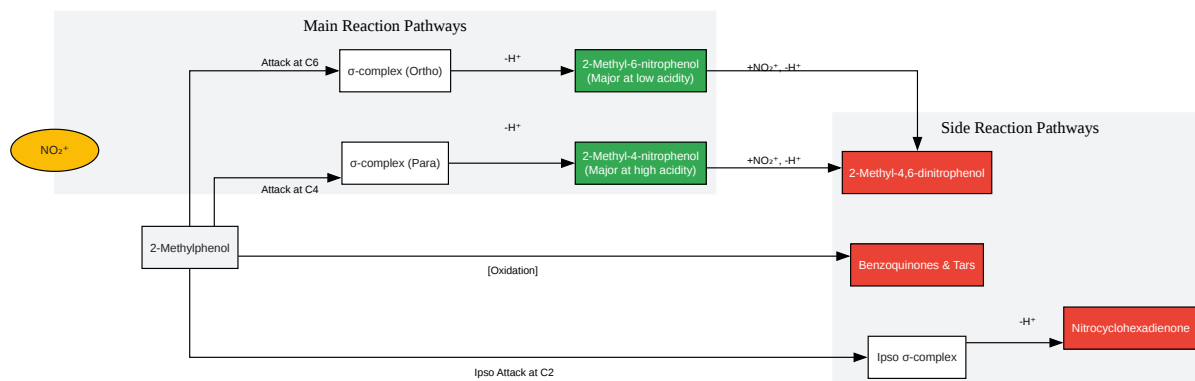 Main Reaction Pathways
Attack at C6
σ-complex (Ortho)
-H⁺
2-Methyl-6-nitrophenol
(Major at low acidity)
+NO₂⁺, -H⁺
Side Reaction Pathways
NO₂⁺
Attack at C4
σ-complex (Para)
-H⁺
2-Methyl-4-nitrophenol
(Major at high acidity)
+NO₂⁺, -H⁺
2-Methyl-4,6-dinitrophenol
2-Methylphenol
[Oxidation]
Benzoquinones & Tars
Ipso Attack at C2
Ipso σ-complex
-H⁺
Nitrocyclohexadienone